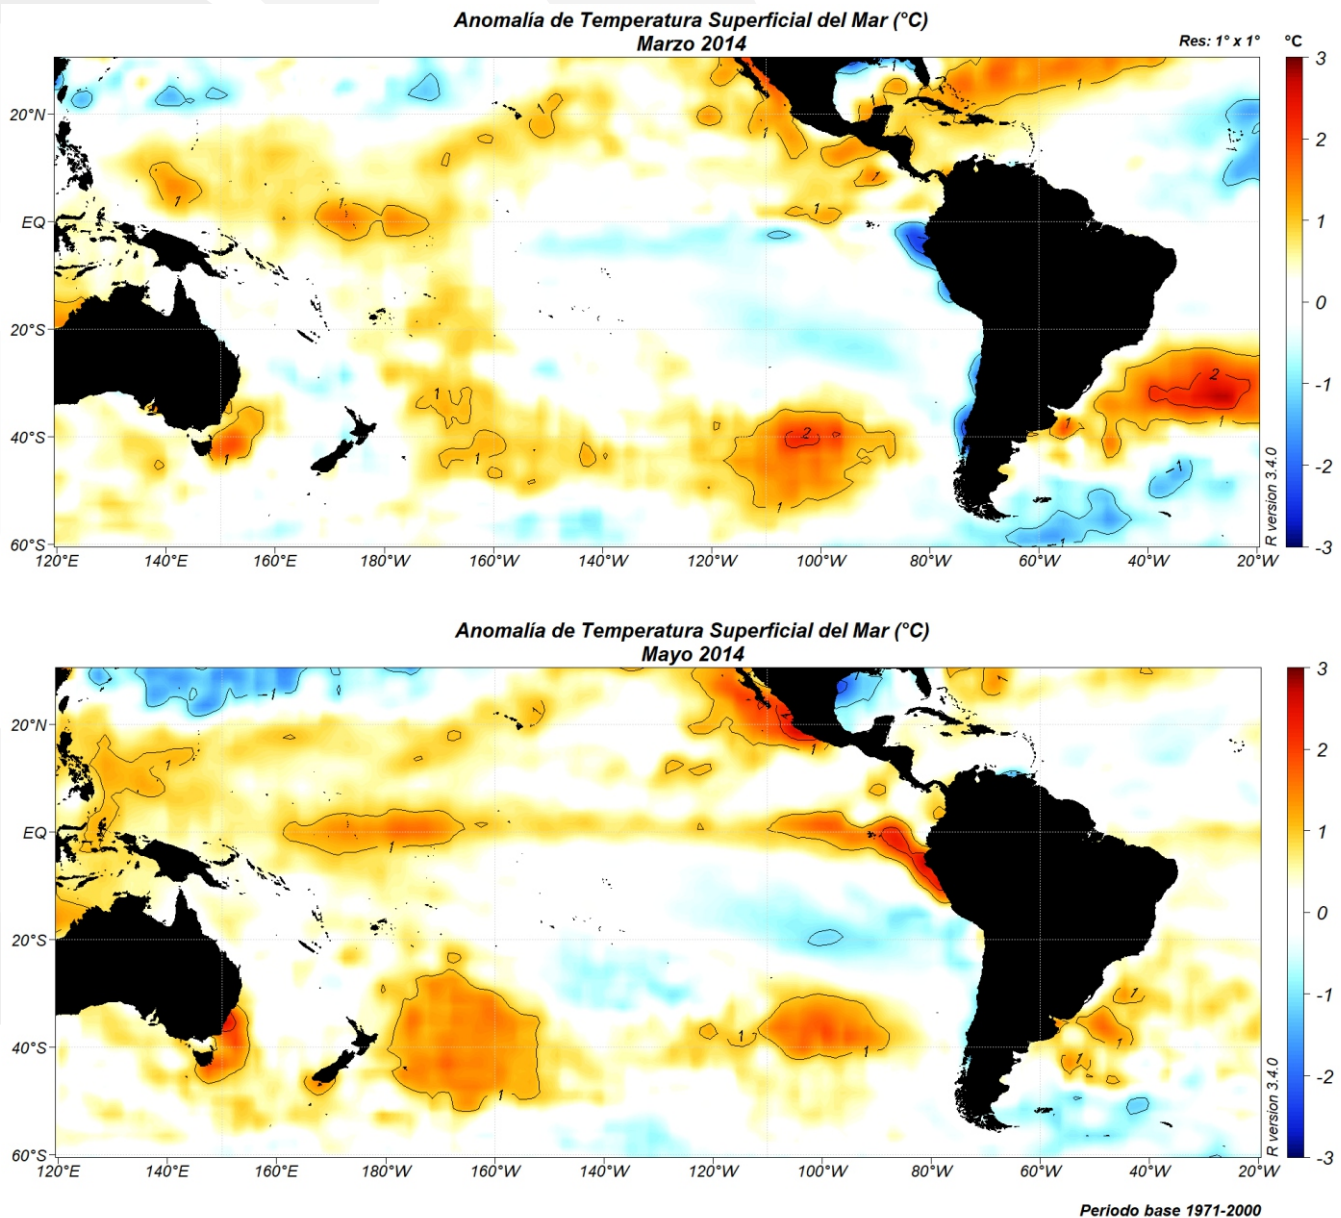 Anomalía de Temperatura Superficial del Mar (°C)
Marzo 2014
Res: 1° x 1°
°C
20°N
EQ
20°S
40°S
60°S
120°E 140°E 160°E 180°W 160°W 140°W 120°W 100°W 80°W 60°W 40°W 20°W
3
2
1
0
-1
-2
-3
R version 3.4.0
Anomalía de Temperatura Superficial del Mar (°C)
Mayo 2014
20°N
EQ
20°S
40°S
60°S
120°E 140°E 160°E 180°W 160°W 140°W 120°W 100°W 80°W 60°W 40°W 20°W
3
2
1
0
-1
-2
-3
R version 3.4.0
Periodo base 1971-2000